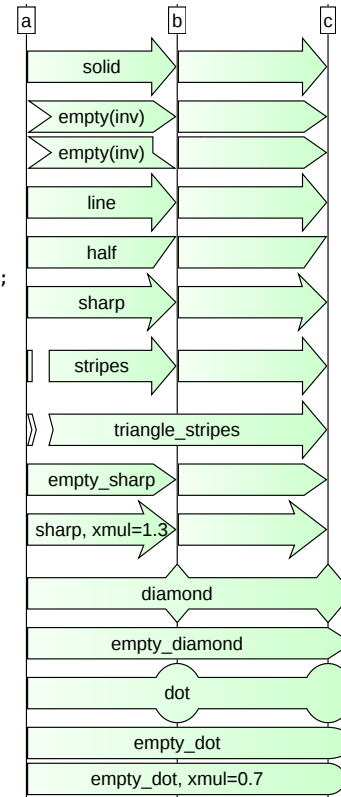 a b c
solid
empty(inv)
empty(inv)
line
half
;
sharp
stripes
triangle_stripes
empty_sharp
sharp, xmul=1.3
diamond
empty_diamond
dot
empty_dot
empty_dot, xmul=0.7